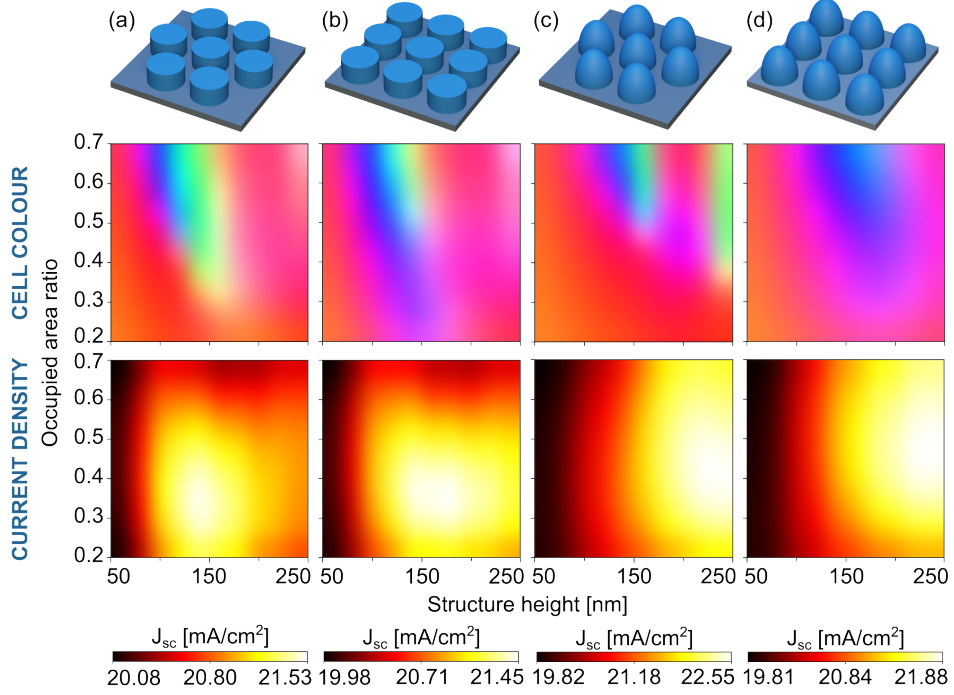 (a) (b) (c) (d)
CELL COLOUR
CURRENT DENSITY
Occupied area ratio
0.7
0.6
0.5
0.4
0.3
0.2
0.7
0.6
0.5
0.4
0.3
0.2
50 150 250 50 150 250 50 150 250 50 150 250
Structure height [nm]
Jsc [mA/cm²] Jsc [mA/cm²] Jsc [mA/cm²] Jsc [mA/cm²]
20.08 20.80 21.53 19.98 20.71 21.45 19.82 21.18 22.55 19.81 20.84 21.88